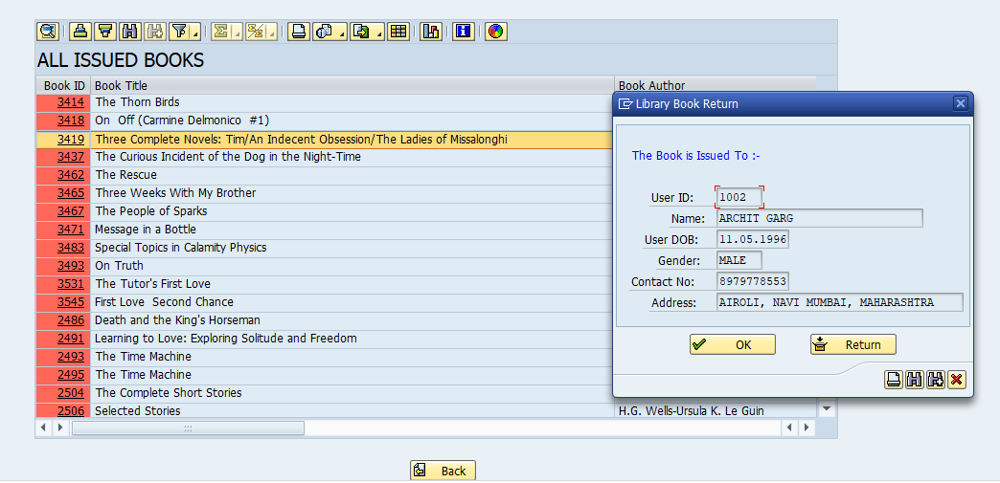 ALL ISSUED BOOKS
Book ID Book Title Book Author
3414 The Thorn Birds
3418 On Off (Carmine Delmonico #1)
3419 Three Complete Novels: Tim/An Indecent Obsession/The Ladies of Missalonghi
3437 The Curious Incident of the Dog in the Night-Time
3462 The Rescue
3465 Three Weeks With My Brother
3467 The People of Sparks
3471 Message in a Bottle
3483 Special Topics in Calamity Physics
3493 On Truth
3531 The Tutor's First Love
3545 First Love Second Chance
2486 Death and the King's Horseman
2491 Learning to Love: Exploring Solitude and Freedom
2493 The Time Machine
2495 The Time Machine
2504 The Complete Short Stories
2506 Selected Stories H.G. Wells-Ursula K. Le Guin
Back
Library Book Return
The Book is Issued To :-
User ID: 1002
Name: ARCHIT GARG
User DOB: 11.05.1996
Gender: MALE
Contact No: 8979778553
Address: AIROLI, NAVI MUMBAI, MAHARASHTRA
OK Return